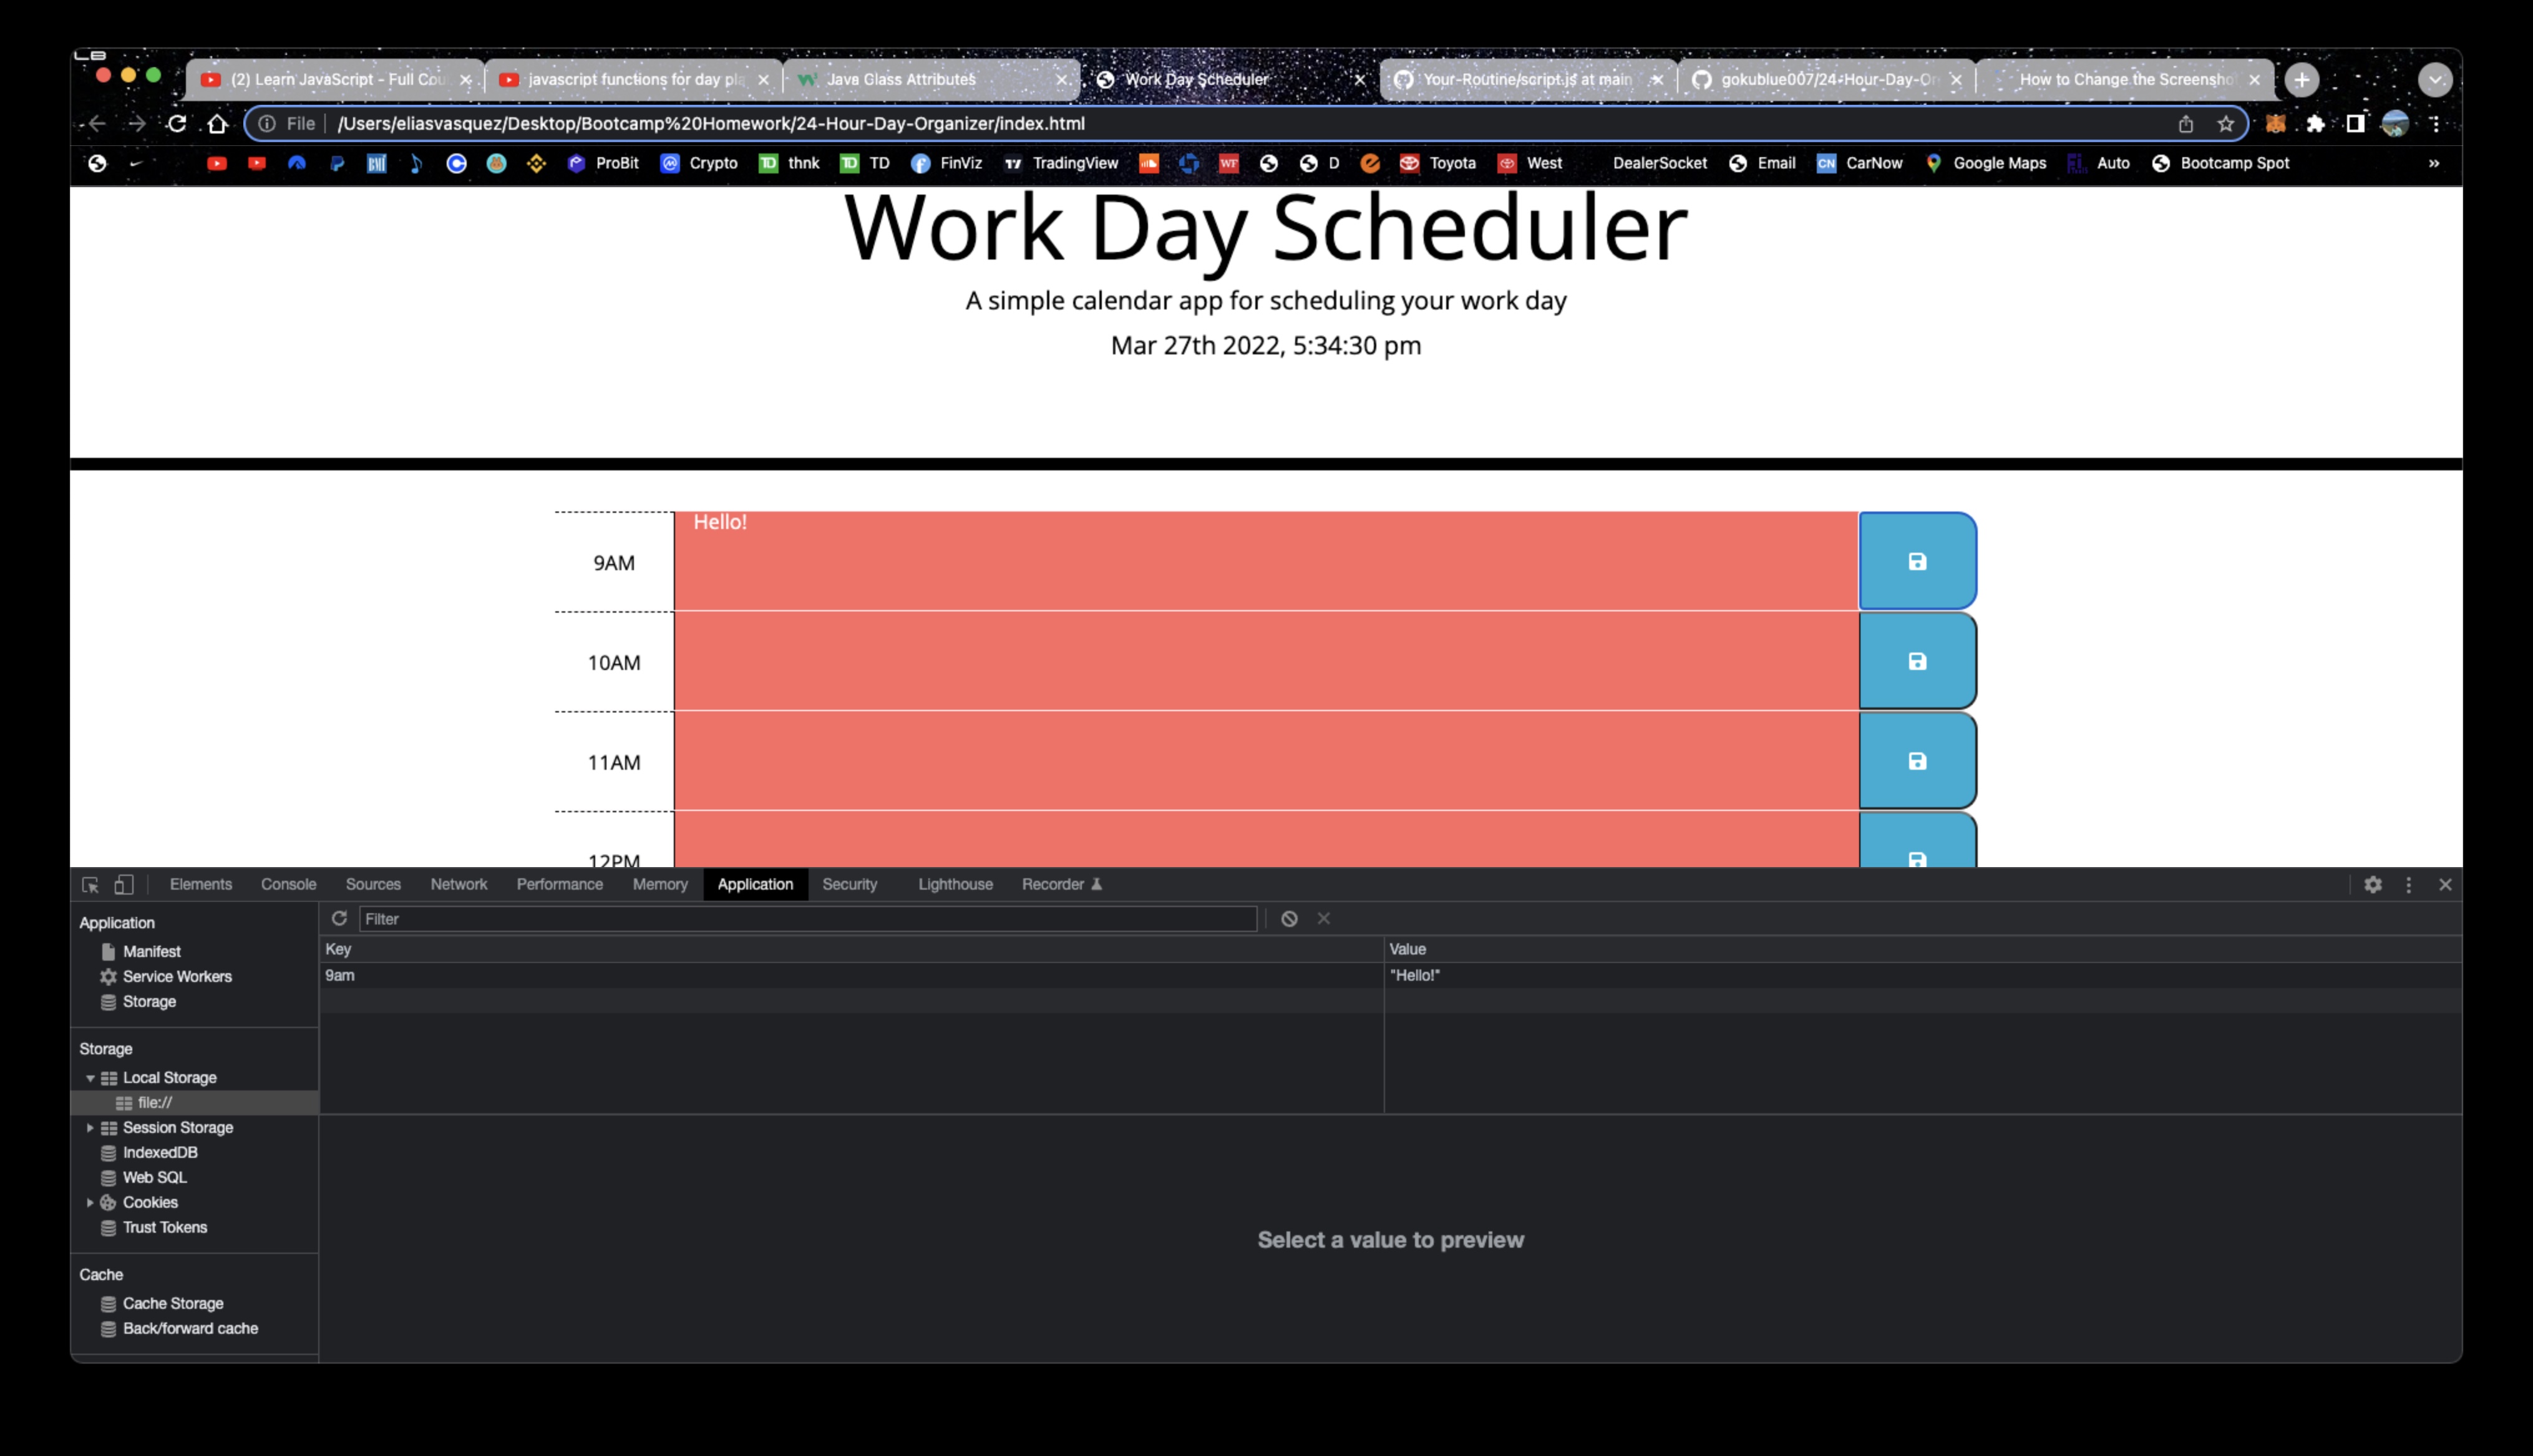 (2) Learn JavaScript - Full Cou
javascript functions for day pla
Java Class Attributes
Work Day Scheduler
Your-Routine/script.js at main
gokublue007/24-Hour-Day-Or
How to Change the Screensho
File /Users/eliasvasquez/Desktop/Bootcamp%20Homework/24-Hour-Day-Organizer/index.html
ProBit Crypto TD thnk TD TD FinViz TradingView WF D Toyota West DealerSocket Email CN CarNow Google Maps Auto Bootcamp Spot »
Work Day Scheduler
A simple calendar app for scheduling your work day
Mar 27th 2022, 5:34:30 pm
Hello!
9AM
10AM
11AM
12PM
Elements Console Sources Network Performance Memory Application Security Lighthouse Recorder
Application
Manifest
Service Workers
Storage
Storage
Local Storage
file://
Session Storage
IndexedDB
Web SQL
Cookies
Trust Tokens
Cache
Cache Storage
Back/forward cache
Filter
Key Value
9am "Hello!"
Select a value to preview